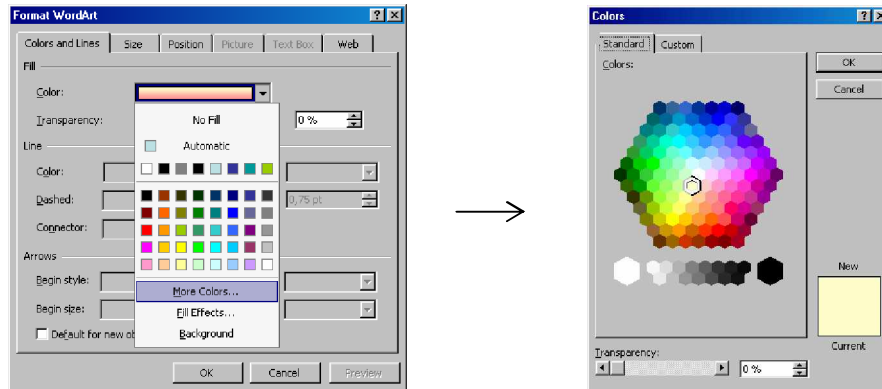 Format WordArt
Colors and Lines Size Position Picture Text Box Web
Fill
Color:
Transparency: 0 %
No Fill
Automatic
Line
Color:
Dashed: 0,75 pt
Connector:
Arrows
Begin style:
Begin size:
More Colors...
Fill Effects...
Default for new ob
Background
OK Cancel Preview
Colors
Standard Custom
Colors:
OK
Cancel
New
Current
Transparency:
0 %